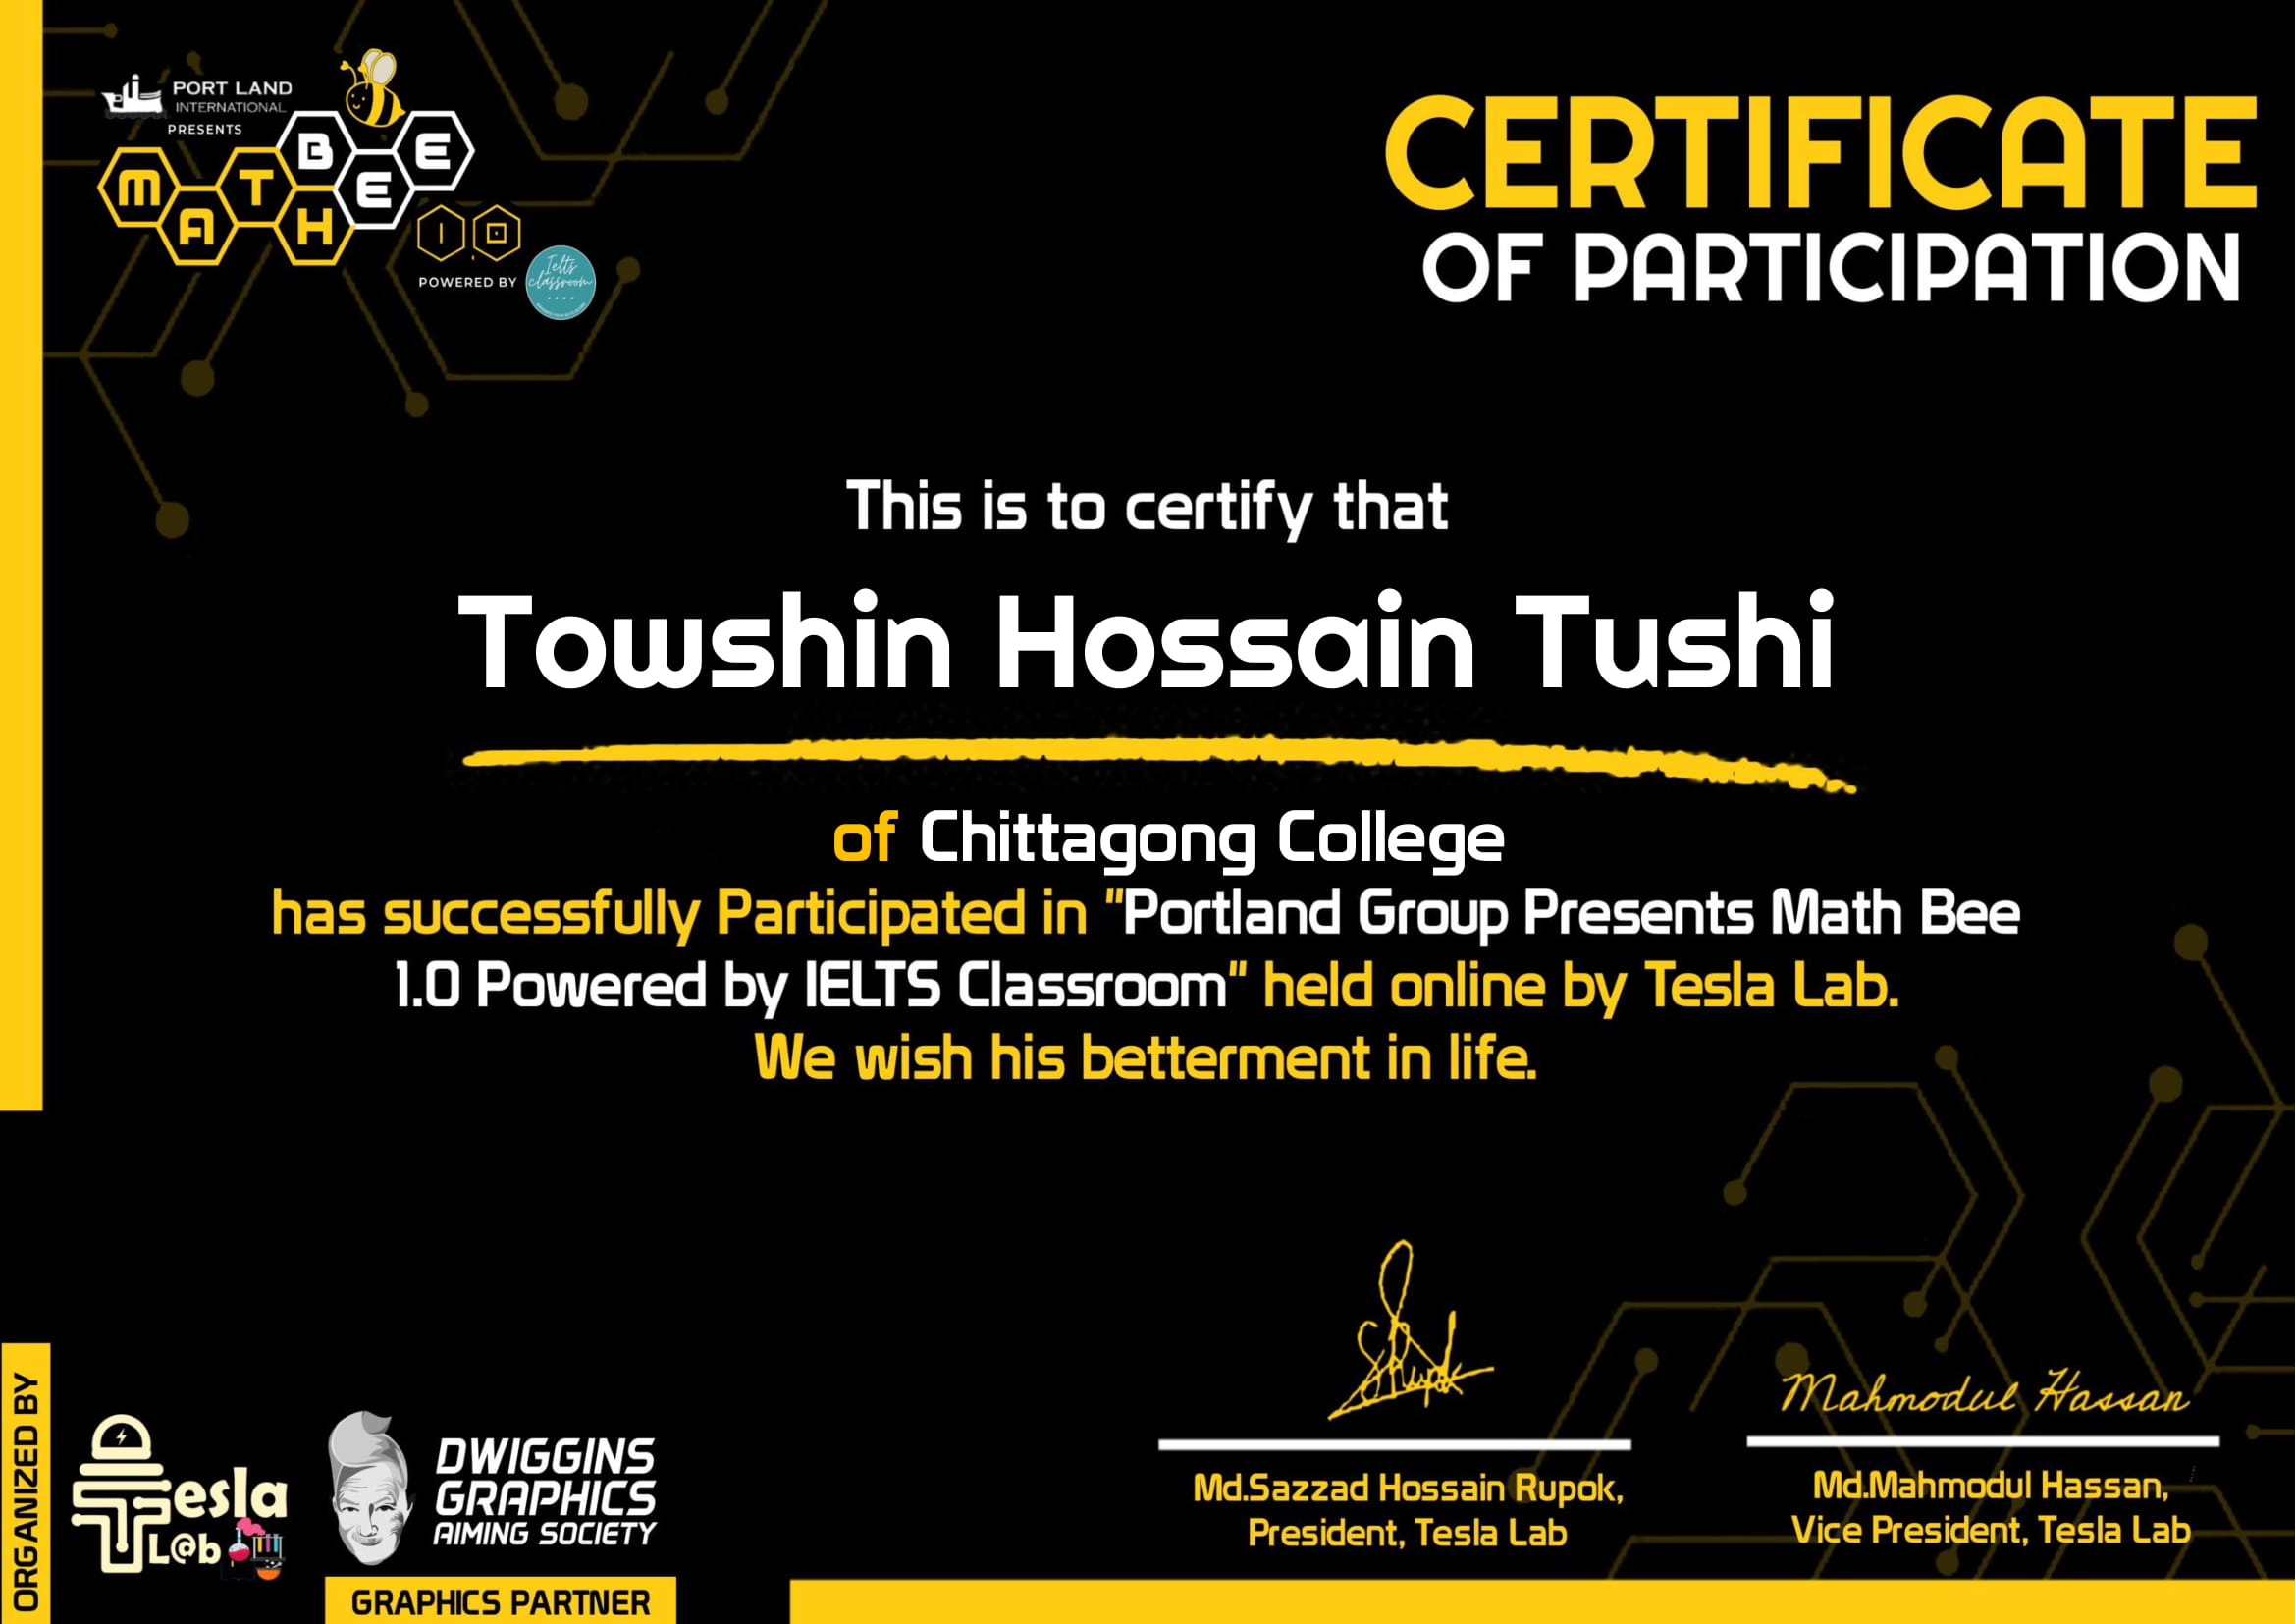 PORT LAND
INTERNATIONAL
PRESENTS
MATH BEE
1.0
POWERED BY
Ielts classroom
CERTIFICATE
OF PARTICIPATION
This is to certify that
Towshin Hossain Tushi
of Chittagong College
has successfully Participated in "Portland Group Presents Math Bee
1.0 Powered by IELTS Classroom" held online by Tesla Lab.
We wish his betterment in life.
Rupok
Mahmodul Hassan
Md.Sazzad Hossain Rupok,
President, Tesla Lab
Md.Mahmodul Hassan,
Vice President, Tesla Lab
ORGANIZED BY
Tesla
L@b
DWIGGINS
GRAPHICS
AIMING SOCIETY
GRAPHICS PARTNER